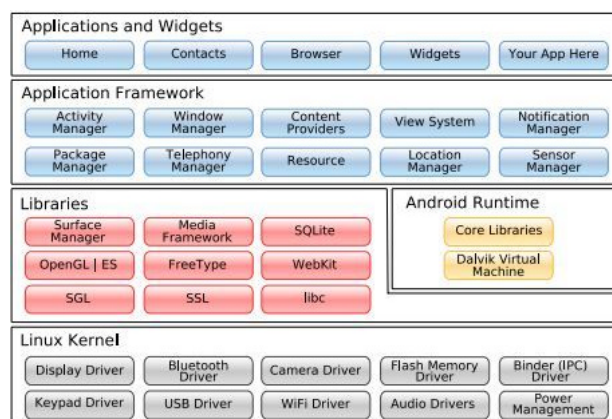 Applications and Widgets
Home
Contacts
Browser
Widgets
Your App Here
Application Framework
Activity
Manager
Window
Manager
Content
Providers
View System
Notification
Manager
Package
Manager
Telephony
Manager
Resource
Location
Manager
Sensor
Manager
Libraries
Surface
Manager
Media
Framework
SQLite
OpenGL | ES
FreeType
WebKit
SGL
SSL
libc
Android Runtime
Core Libraries
Dalvik Virtual
Machine
Linux Kernel
Display Driver
Bluetooth
Driver
Camera Driver
Flash Memory
Driver
Binder (IPC)
Driver
Keypad Driver
USB Driver
WiFi Driver
Audio Drivers
Power
Management